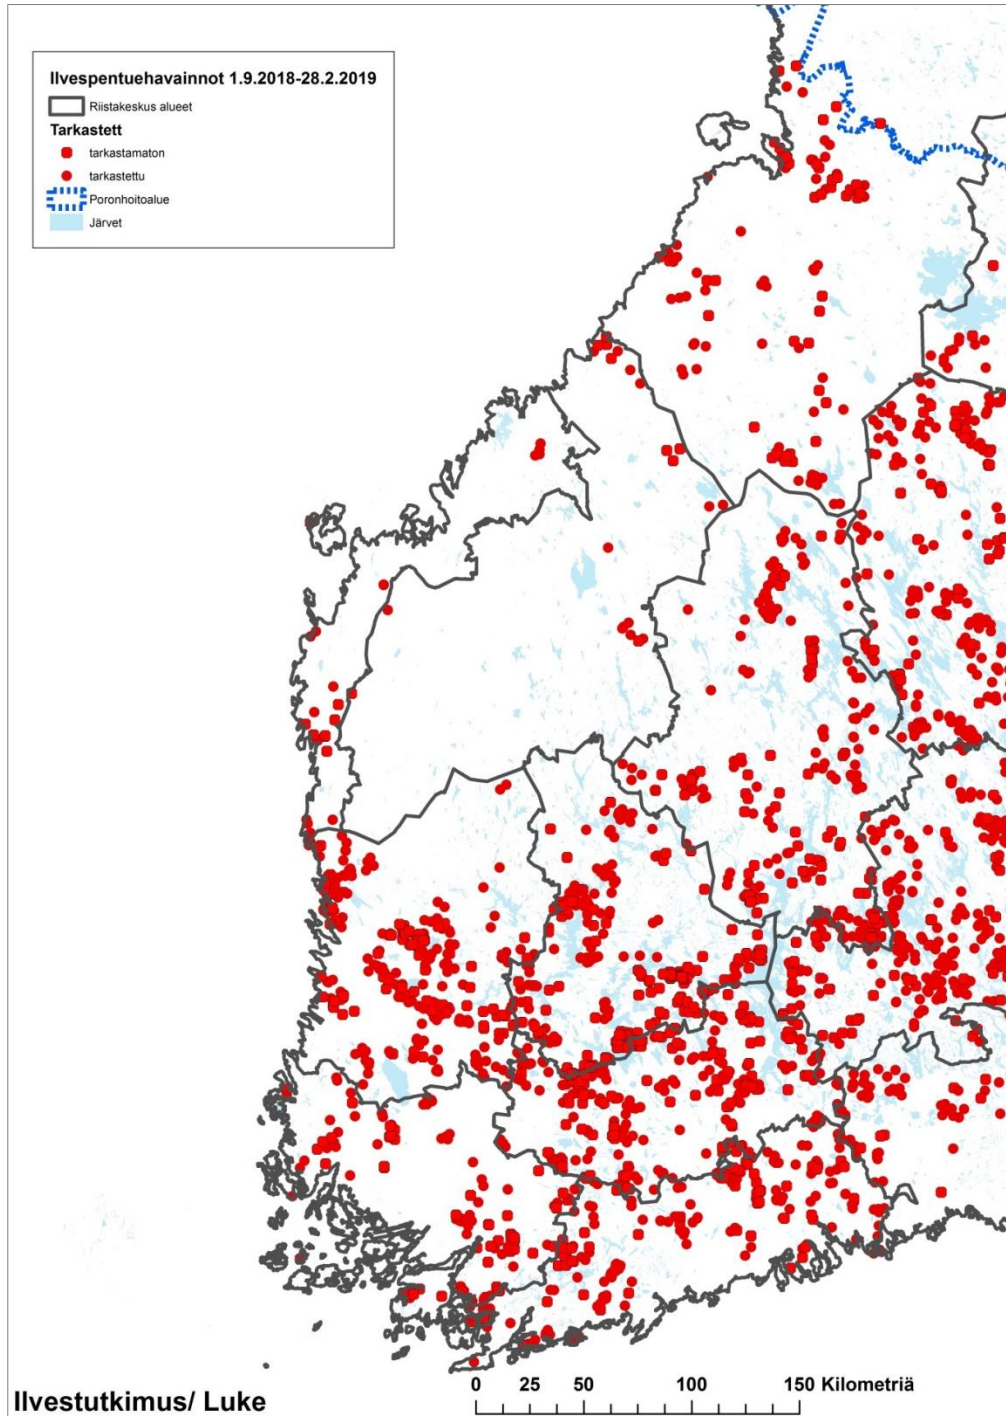 Ilvespentuehavainnot 1.9.2018-28.2.2019
Riistakeskus alueet
Tarkastett
tarkastamaton
tarkastettu
Poronhoitoalue
Järvet
0 25 50 100 150 Kilometriä
Ilvestutkimus/ Luke